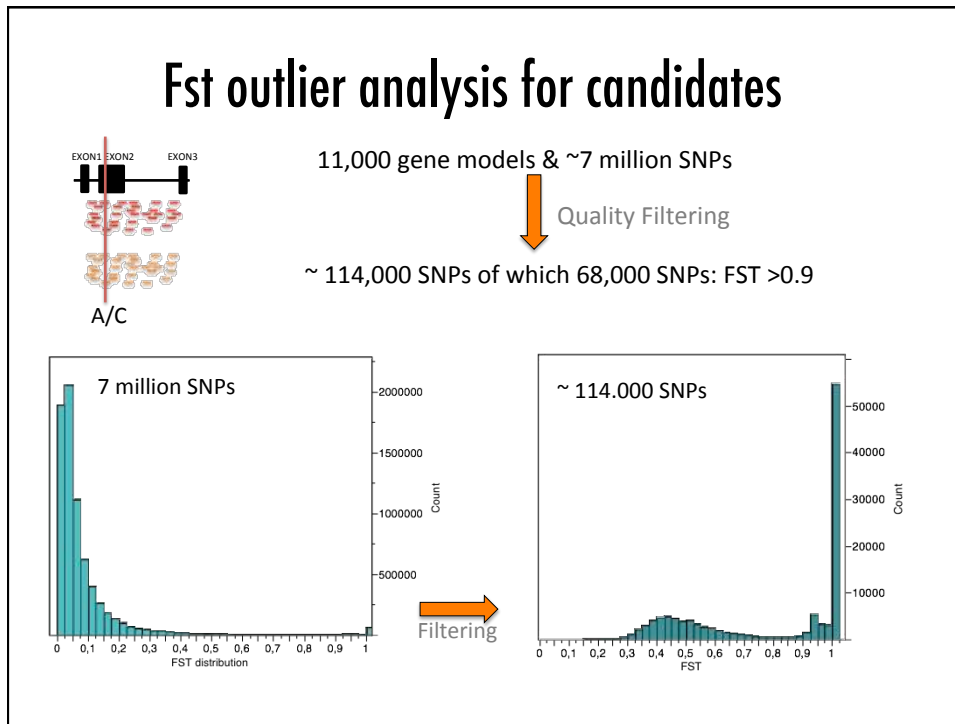 Fst outlier analysis for candidates
EXON1 EXON2 EXON3
11,000 gene models & ~7 million SNPs
Quality Filtering
~ 114,000 SNPs of which 68,000 SNPs: FST >0.9
A/C
7 million SNPs
2000000
1500000
1000000
500000
Count
0 0,1 0,2 0,3 0,4 0,5 0,6 0,7 0,8 0,9 1
FST distribution
Filtering
~ 114.000 SNPs
50000
40000
30000
20000
10000
Count
0 0,1 0,2 0,3 0,4 0,5 0,6 0,7 0,8 0,9 1
FST